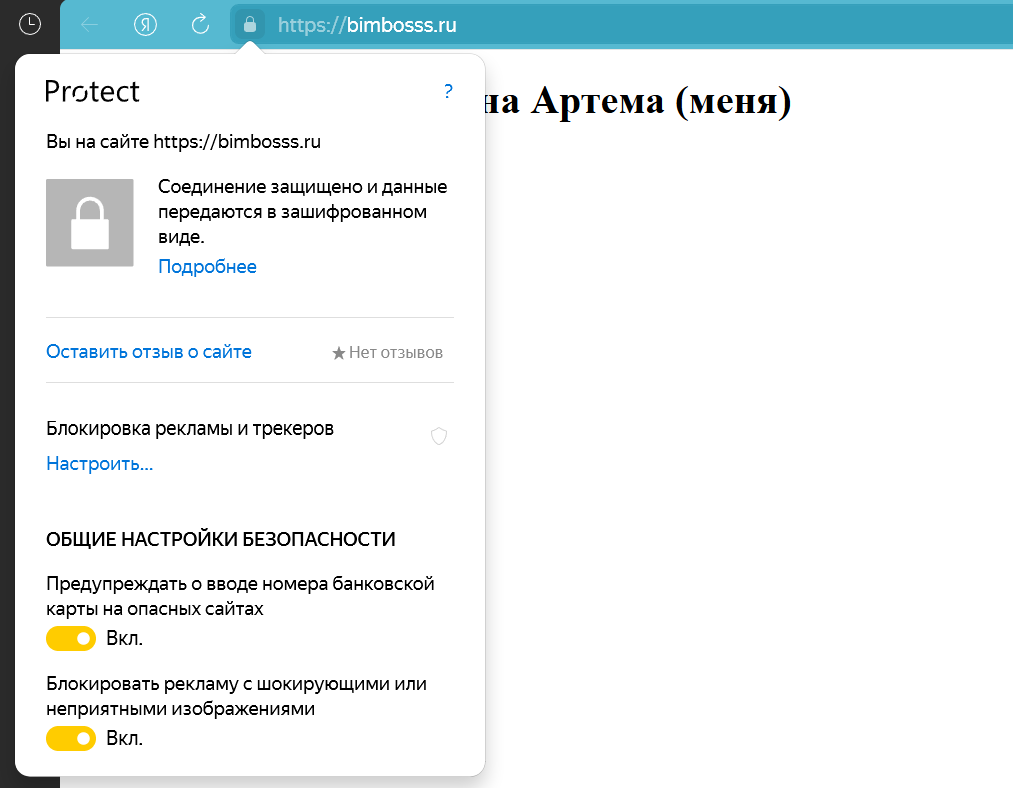 https://bimbosss.ru
Protect
?
на Артема (меня)
Вы на сайте https://bimbosss.ru
Соединение защищено и данные
передаются в зашифрованном
виде.
Подробнее
Оставить отзыв о сайте
Нет отзывов
Блокировка рекламы и трекеров
Настроить...
ОБЩИЕ НАСТРОЙКИ БЕЗОПАСНОСТИ
Предупреждать о вводе номера банковской
карты на опасных сайтах
Вкл.
Блокировать рекламу с шокирующими или
неприятными изображениями
Вкл.